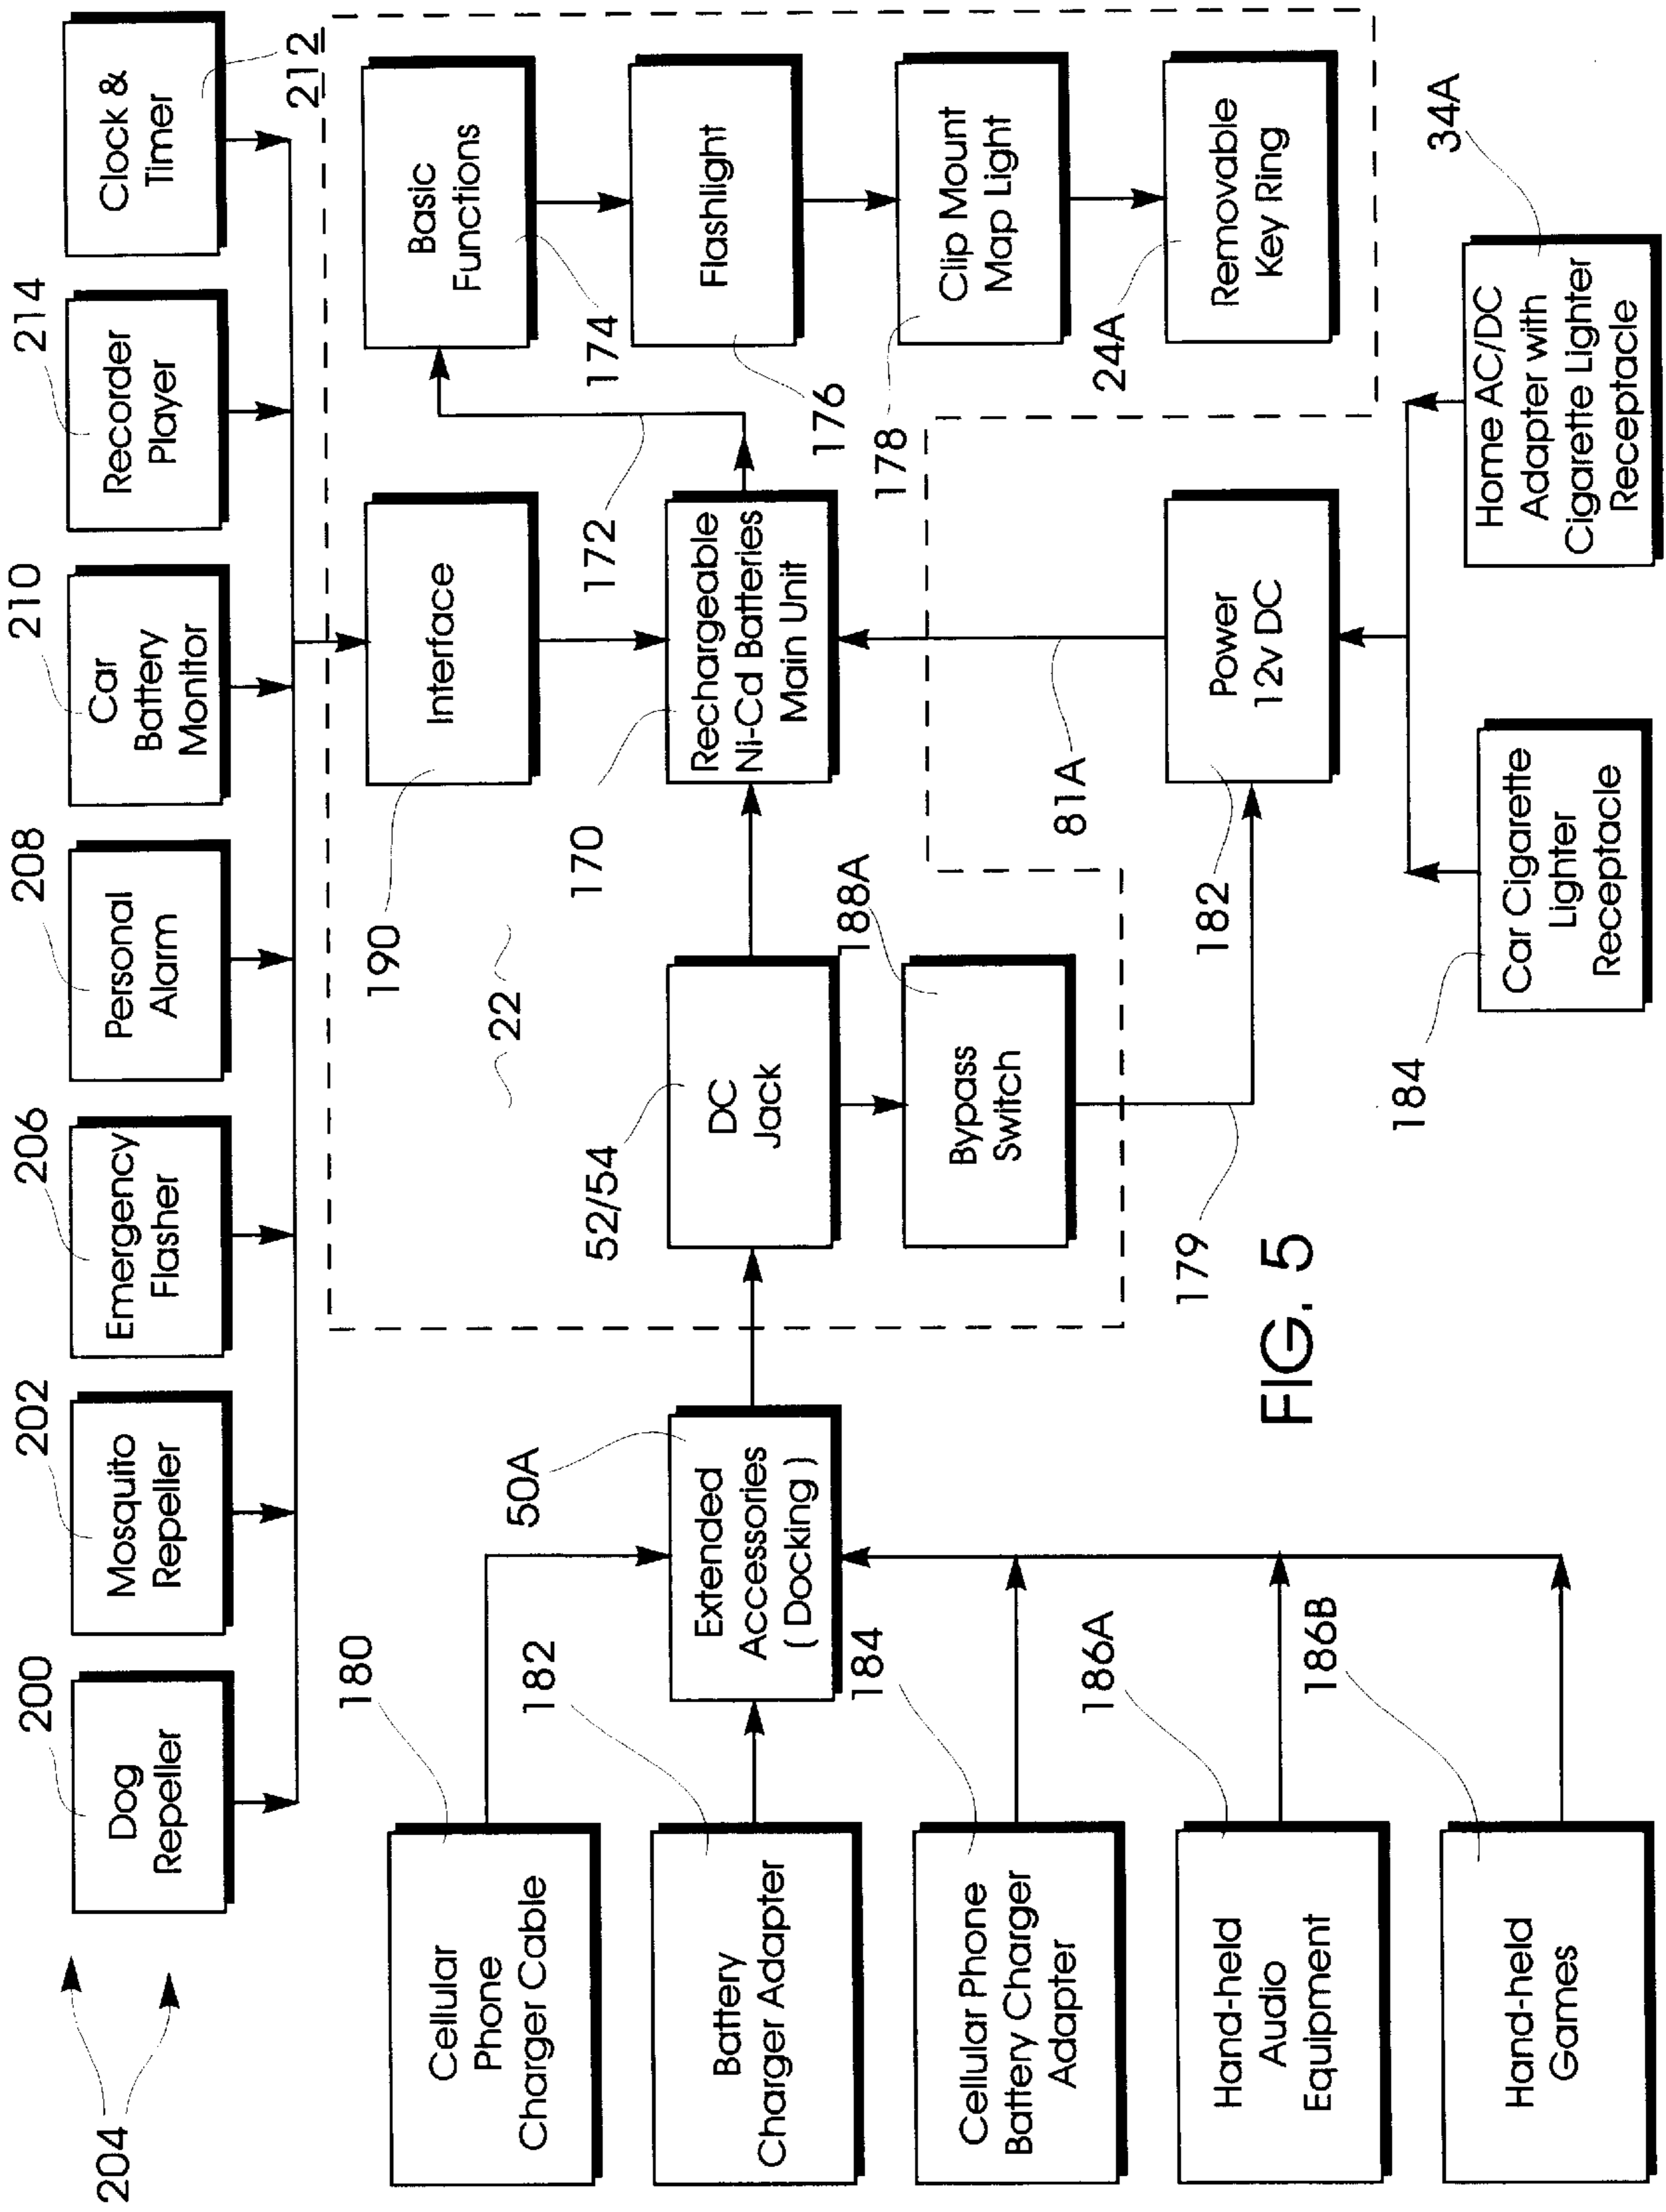 204
200
202
206
208
210
214
212
Dog
Repeller
Mosquito
Repeller
Emergency
Flasher
Personal
Alarm
Car
Battery
Monitor
Recorder
Player
Clock &
Timer
180
Cellular
Phone
Charger Cable
182
Battery
Charger Adapter
184
Cellular Phone
Battery Charger
Adapter
186A
Hand-held
Audio
Equipment
186B
Hand-held
Games
50A
Extended
Accessories
( Docking )
22
52/54
DC
Jack
188A
Bypass
Switch
179
190
Interface
170
Rechargeable
Ni-Cd Batteries
Main Unit
172
81A
182
Power
12v DC
Basic
Functions
174
Flashlight
176
Clip Mount
Map Light
178
24A
Removable
Key Ring
184
Car Cigarette
Lighter
Receptacle
34A
Home AC/DC
Adapter with
Cigarette Lighter
Receptacle
FIG. 5